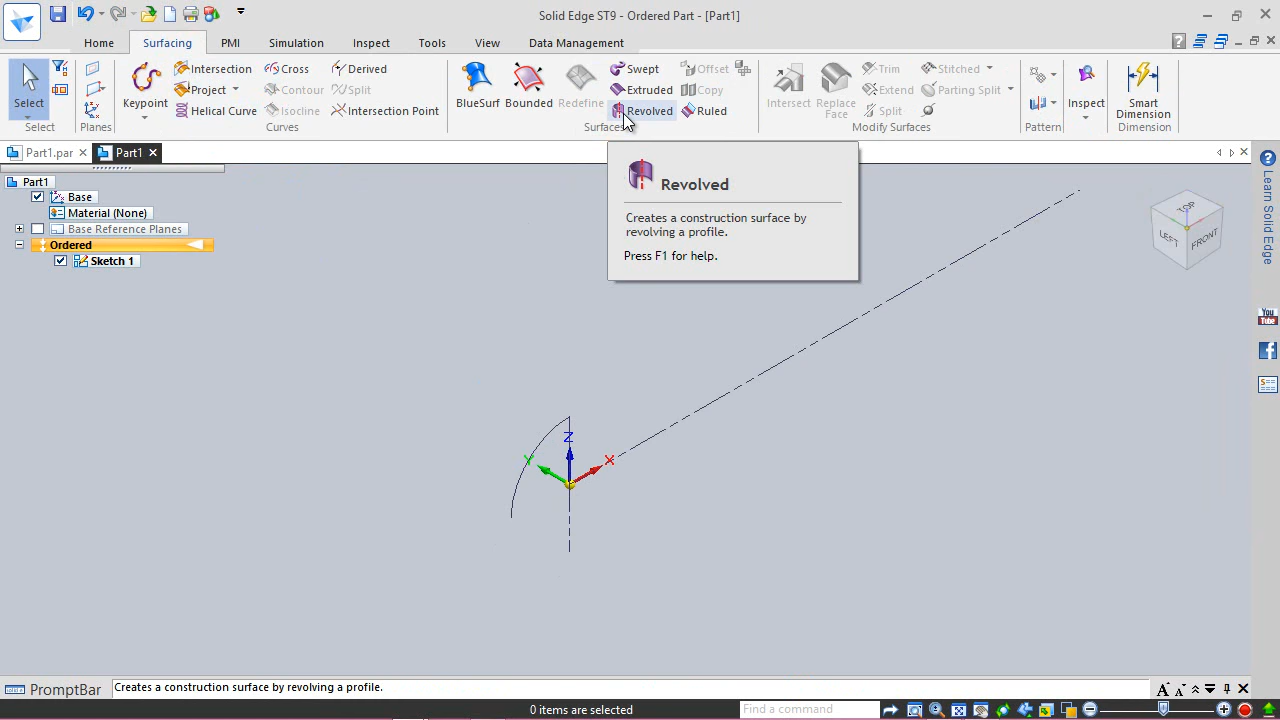 Solid Edge ST9 - Ordered Part - [Part1]
Home
Surfacing
PMI
Simulation
Inspect
Tools
View
Data Management
Select
Select
Planes
Keypoint
Intersection
Project
Helical Curve
Cross
Contour
Isocline
Derived
Split
Intersection Point
Curves
BlueSurf
Bounded
Redefine
Swept
Extruded
Revolved
Offset
Copy
Ruled
Surfaces
Intersect
Replace
Face
Trim
Extend
Split
Stitched
Parting Split
Modify Surfaces
Pattern
Inspect
Smart
Dimension
Dimension
Part1.par
Part1
Part1
Base
Material (None)
Base Reference Planes
Ordered
Sketch 1
Revolved
Creates a construction surface by
revolving a profile.
Press F1 for help.
TOP
LEFT
FRONT
Learn Solid Edge
You
Tube
Z
Y
X
PromptBar
Creates a construction surface by revolving a profile.
0 items are selected
Find a command